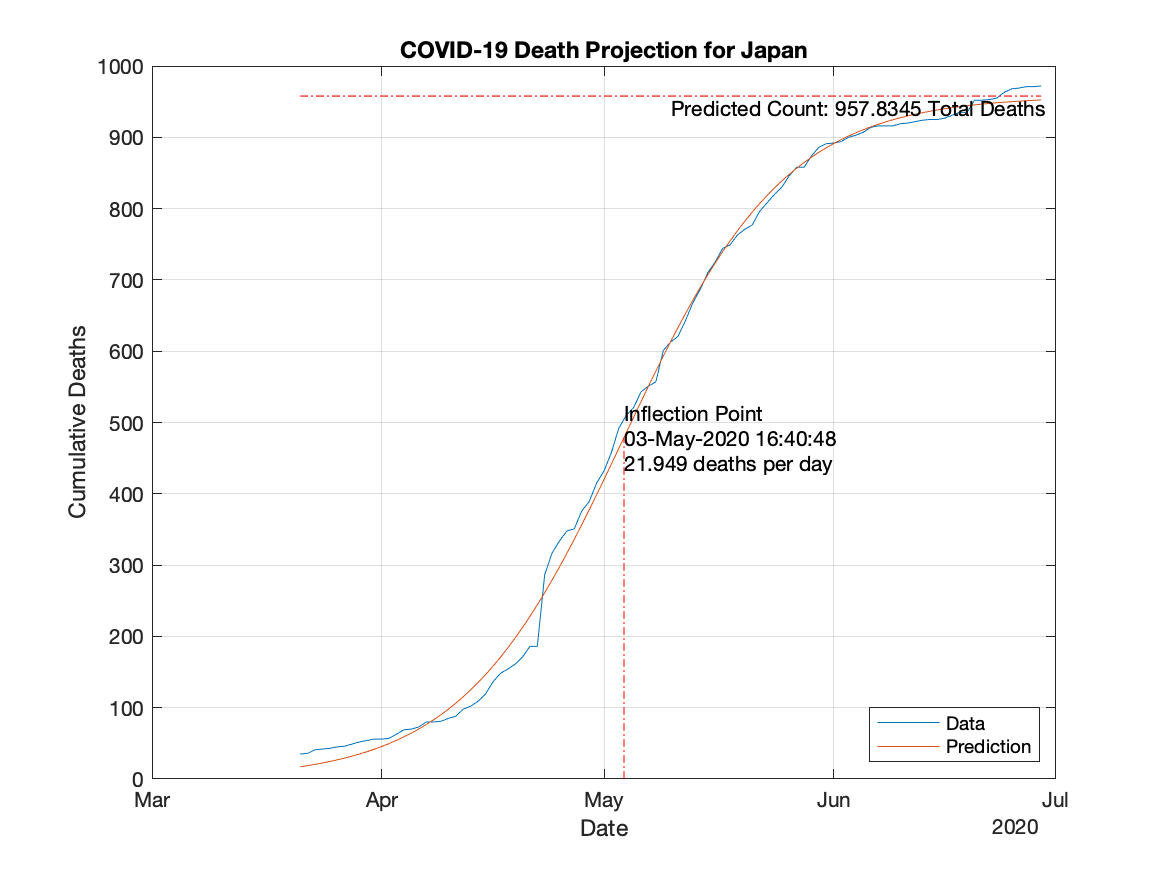 COVID-19 Death Projection for Japan
1000
900
800
700
600
500
400
300
200
100
0
Cumulative Deaths
Predicted Count: 957.8345 Total Deaths
Inflection Point
03-May-2020 16:40:48
21.949 deaths per day
Data
Prediction
Mar Apr May Jun Jul
Date
2020